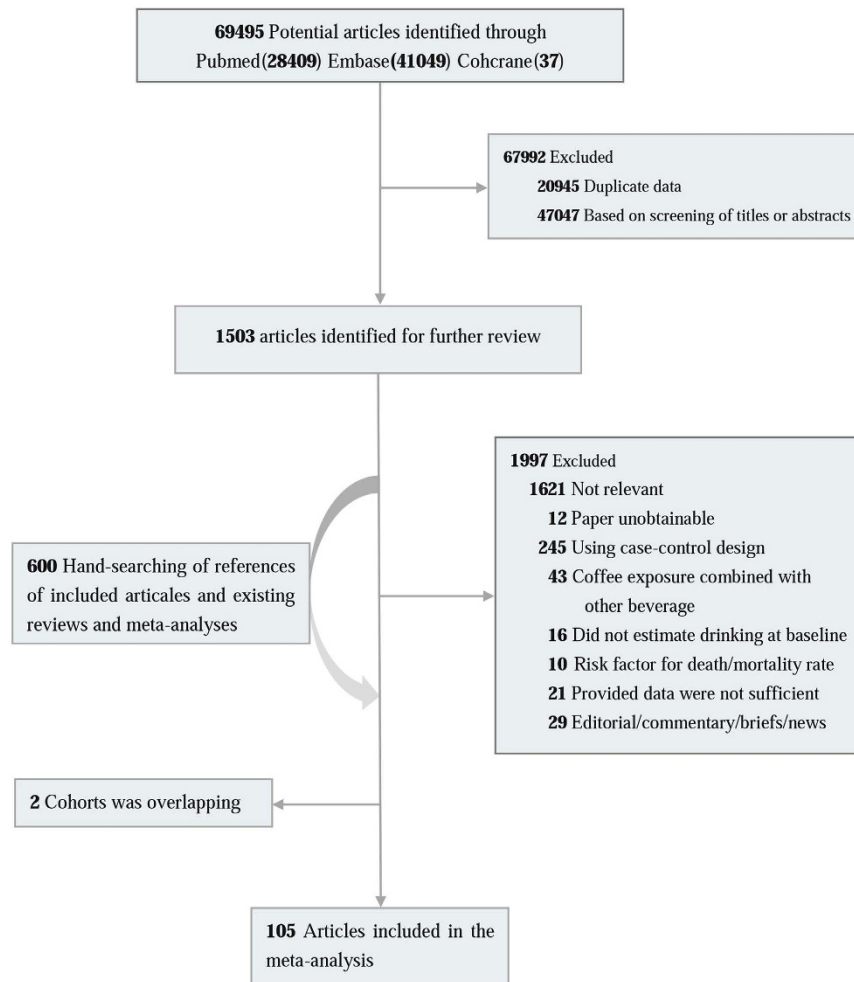 69495 Potential articles identified through
Pubmed(28409) Embase(41049) Cohcrane(37)
67992 Excluded
20945 Duplicate data
47047 Based on screening of titles or abstracts
1503 articles identified for further review
1997 Excluded
1621 Not relevant
12 Paper unobtainable
245 Using case-control design
43 Coffee exposure combined with
other beverage
16 Did not estimate drinking at baseline
10 Risk factor for death/mortality rate
21 Provided data were not sufficient
29 Editorial/commentary/briefs/news
600 Hand-searching of references
of included articales and existing
reviews and meta-analyses
2 Cohorts was overlapping
105 Articles included in the
meta-analysis